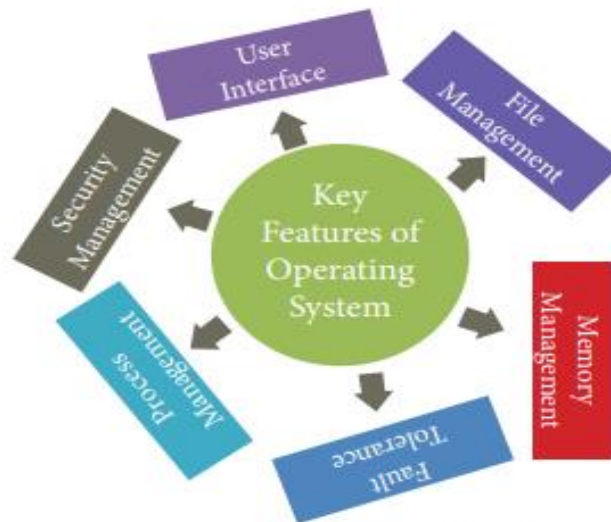 User
Interface
File
Management
Security
Management
Key
Features of
Operating
System
Memory
Management
Process
Management
Fault
Tolerance